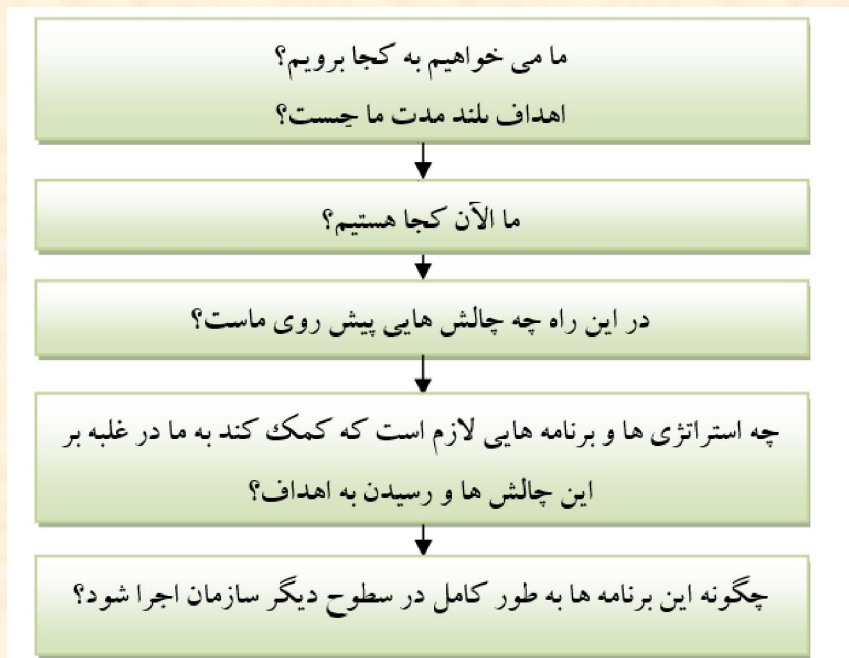 ما می خواهیم به کجا برویم؟
اهداف بلند مدت ما چیست؟
ما الآن کجا هستیم؟
در این راه چه چالش هایی پیش روی ماست؟
چه استراتژی ها و برنامه هایی لازم است که کمک کند به ما در غلبه بر
این چالش ها و رسیدن به اهداف؟
چگونه این برنامه ها به طور کامل در سطوح دیگر سازمان اجرا شود؟